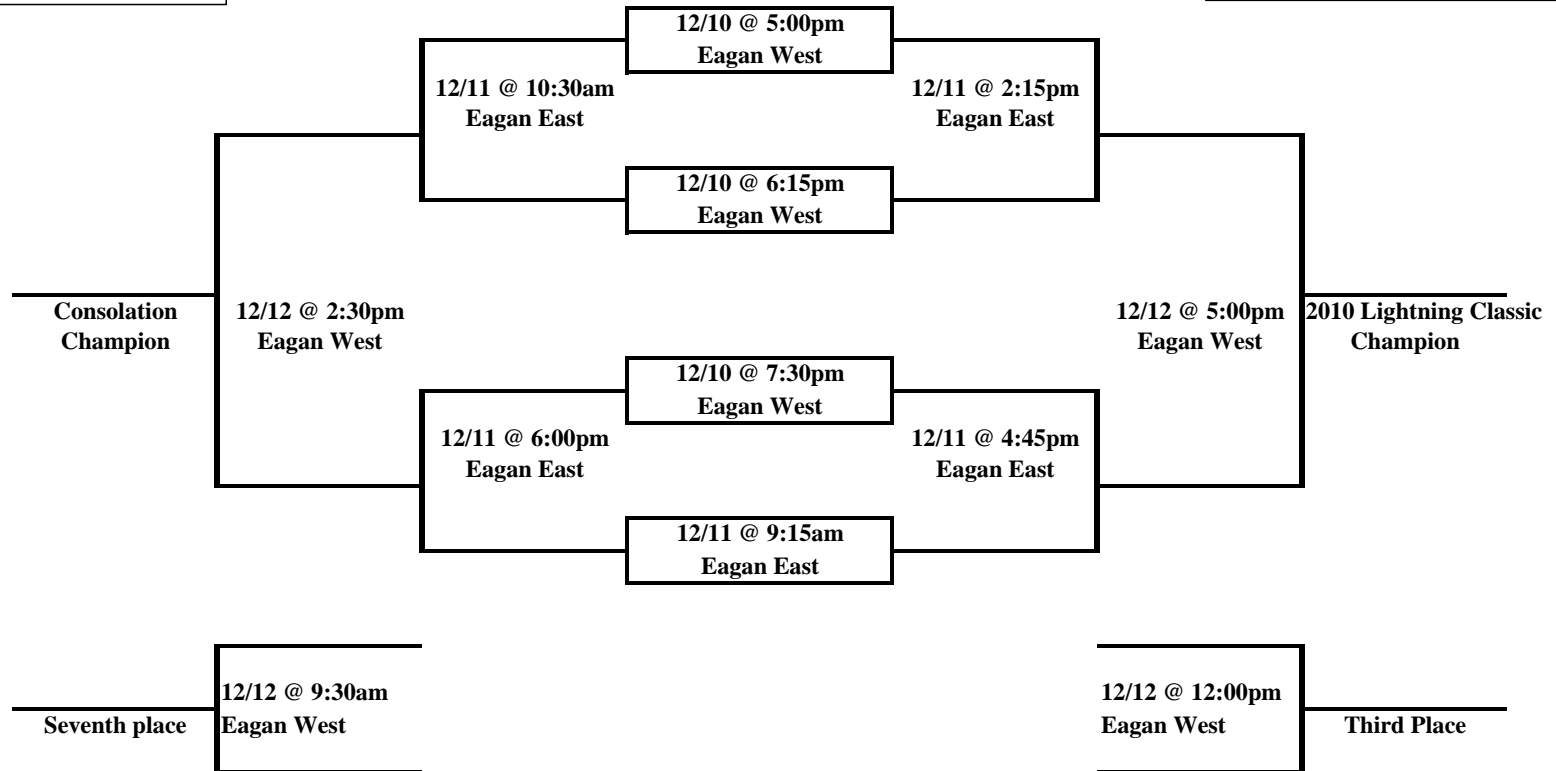 12/10 @ 5:00pm
Eagan West
12/11 @ 10:30am
Eagan East
12/11 @ 2:15pm
Eagan East
12/10 @ 6:15pm
Eagan West
Consolation
Champion
12/12 @ 2:30pm
Eagan West
12/12 @ 5:00pm
Eagan West
2010 Lightning Classic
Champion
12/10 @ 7:30pm
Eagan West
12/11 @ 6:00pm
Eagan East
12/11 @ 4:45pm
Eagan East
12/11 @ 9:15am
Eagan East
12/12 @ 9:30am
Eagan West
Seventh place
12/12 @ 12:00pm
Eagan West
Third Place